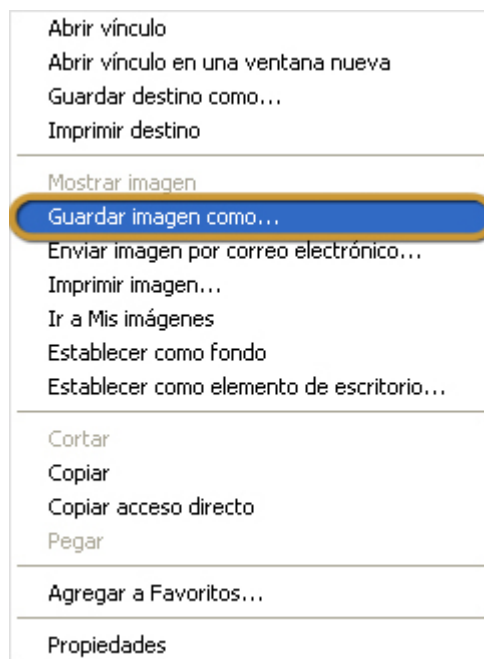 Abrir vínculo
Abrir vínculo en una ventana nueva
Guardar destino como...
Imprimir destino
Mostrar imagen
Guardar imagen como...
Enviar imagen por correo electrónico...
Imprimir imagen...
Ir a Mis imágenes
Establecer como fondo
Establecer como elemento de escritorio...
Cortar
Copiar
Copiar acceso directo
Pegar
Agregar a Favoritos...
Propiedades